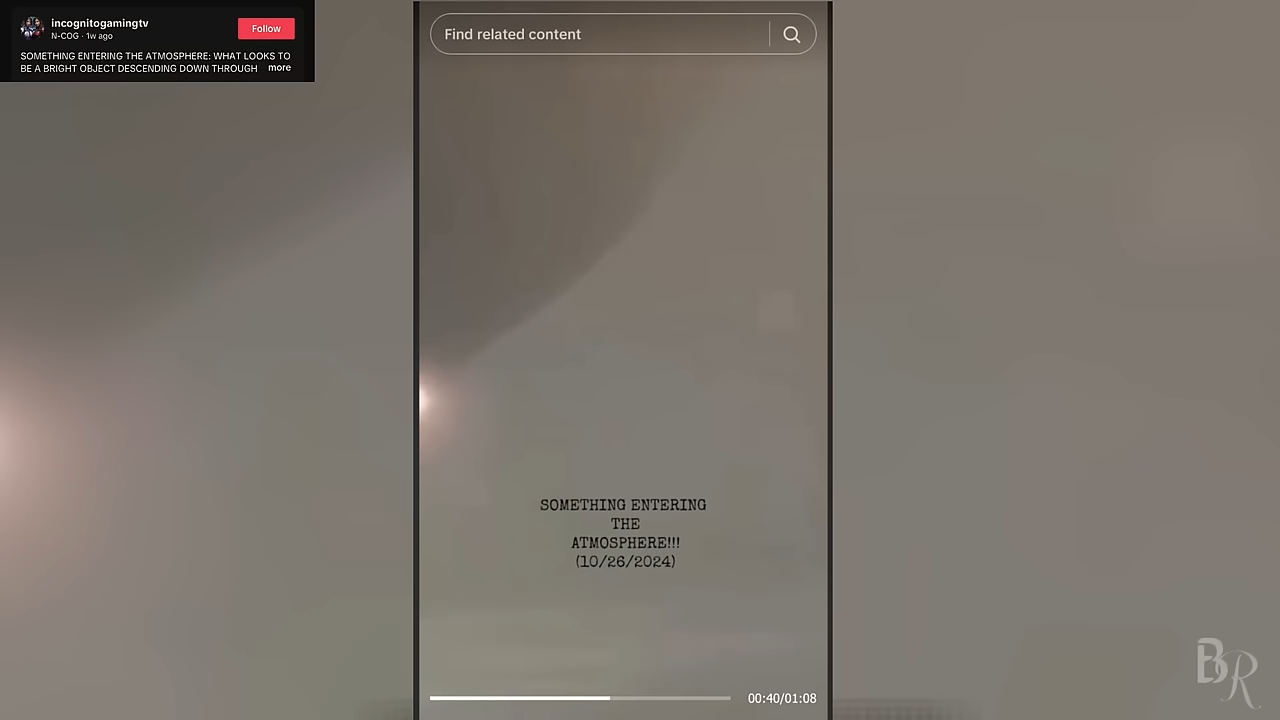 incognitogamingtv
Follow
N-COG · 1w ago
SOMETHING ENTERING THE ATMOSPHERE: WHAT LOOKS TO
BE A BRIGHT OBJECT DESCENDING DOWN THROUGH more
Find related content
SOMETHING ENTERING
THE
ATMOSPHERE!!!
(10/26/2024)
00:40/01:08
BR